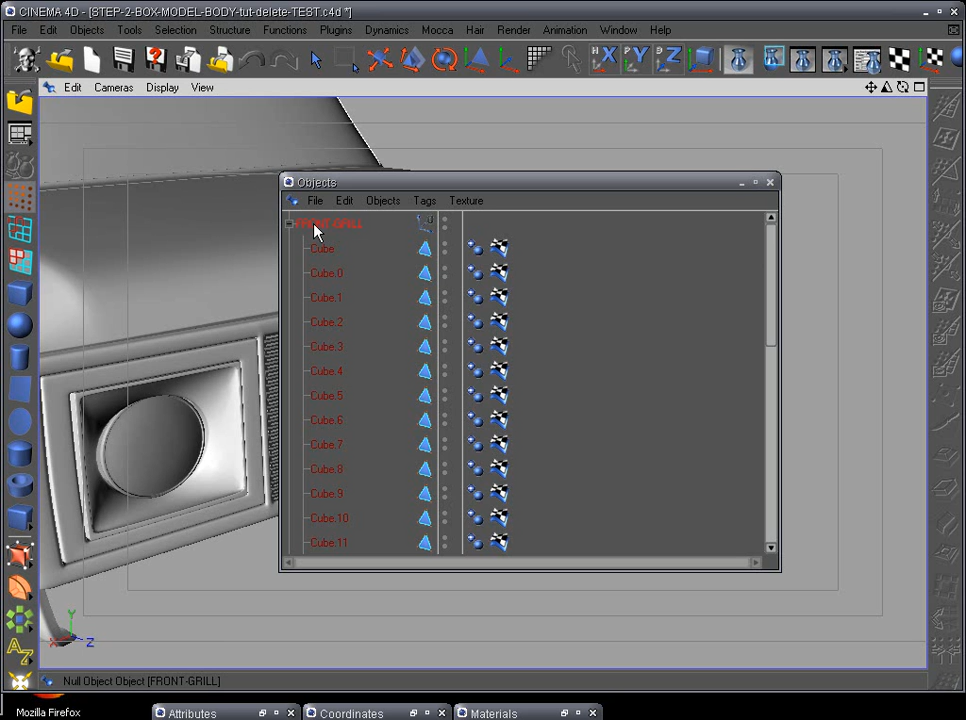 CINEMA 4D - [STEP-2-BOX-MODEL-BODY-tut-delete-TEST.c4d *]
File Edit Objects Tools Selection Structure Functions Plugins Dynamics Mocca Hair Render Animation Window Help
Edit Cameras Display View
Objects
File Edit Objects Tags Texture
FRONT-GRILL
Cube
Cube.0
Cube.1
Cube.2
Cube.3
Cube.4
Cube.5
Cube.6
Cube.7
Cube.8
Cube.9
Cube.10
Cube.11
X Y Z
Y
X Z
Null Object Object [FRONT-GRILL]
Mozilla Firefox Attributes Coordinates Materials